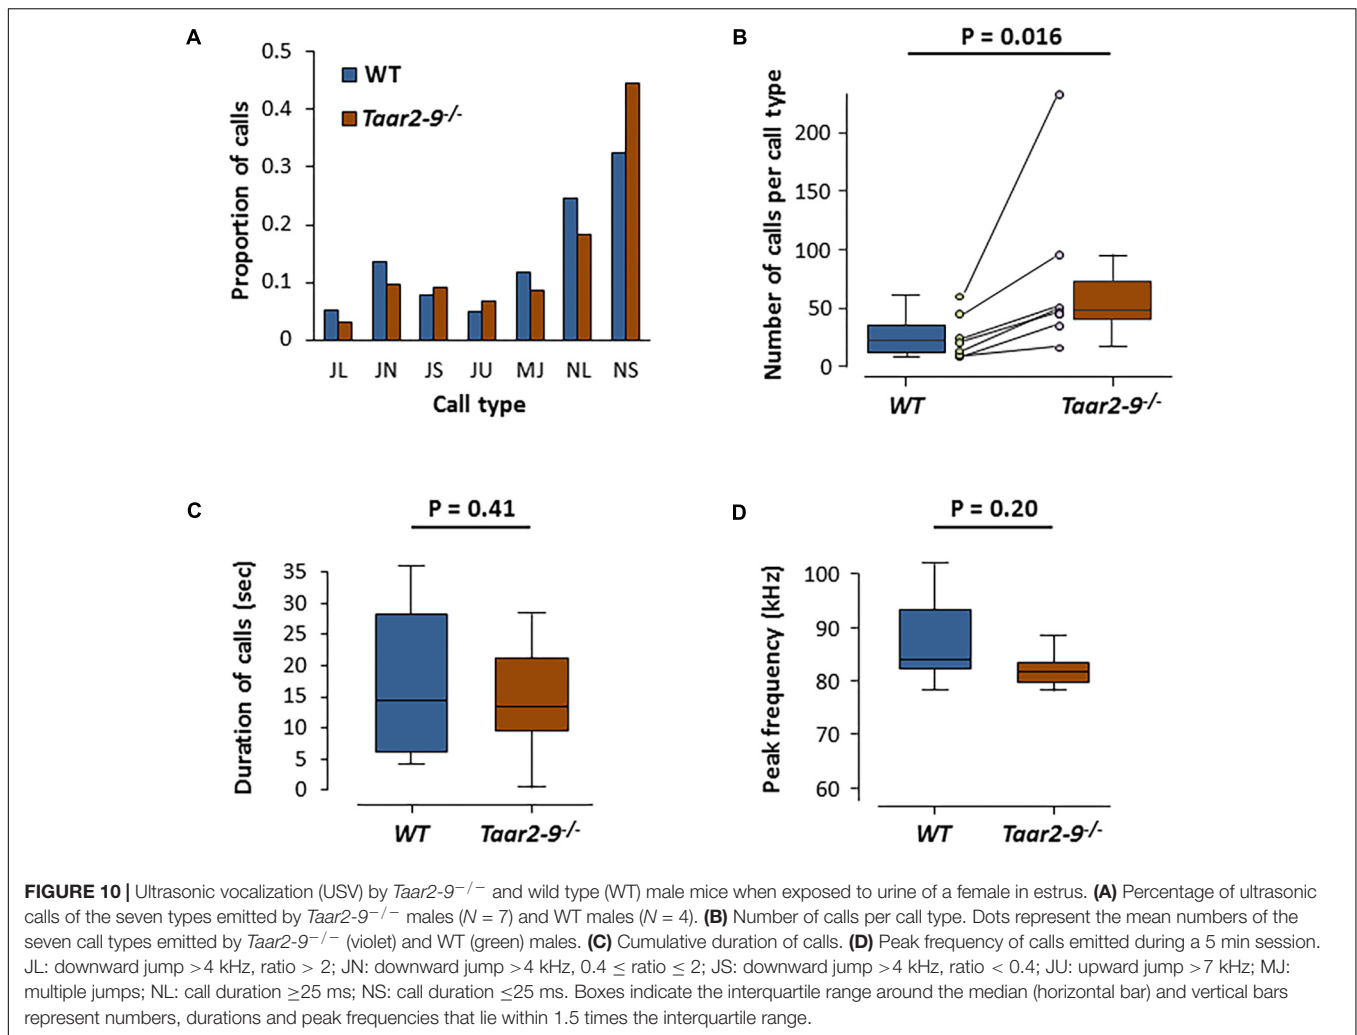 A
0.5
0.4
0.3
0.2
0.1
0
Proportion of calls
WT
Taar2-9-/-
JL JN JS JU MJ NL NS
Call type
B
P = 0.016
Number of calls per call type
200
150
100
50
0
WT Taar2-9-/-
C
P = 0.41
Duration of calls (sec)
35
30
25
20
15
10
5
0
WT Taar2-9-/-
D
P = 0.20
Peak frequency (kHz)
100
90
80
70
60
WT Taar2-9-/-
FIGURE 10 | Ultrasonic vocalization (USV) by Taar2-9−/− and wild type (WT) male mice when exposed to urine of a female in estrus. (A) Percentage of ultrasonic
calls of the seven types emitted by Taar2-9−/− males (N = 7) and WT males (N = 4). (B) Number of calls per call type. Dots represent the mean numbers of the
seven call types emitted by Taar2-9−/− (violet) and WT (green) males. (C) Cumulative duration of calls. (D) Peak frequency of calls emitted during a 5 min session.
JL: downward jump >4 kHz, ratio > 2; JN: downward jump >4 kHz, 0.4 ≤ ratio ≤ 2; JS: downward jump >4 kHz, ratio < 0.4; JU: upward jump >7 kHz; MJ:
multiple jumps; NL: call duration ≥25 ms; NS: call duration ≤25 ms. Boxes indicate the interquartile range around the median (horizontal bar) and vertical bars
represent numbers, durations and peak frequencies that lie within 1.5 times the interquartile range.